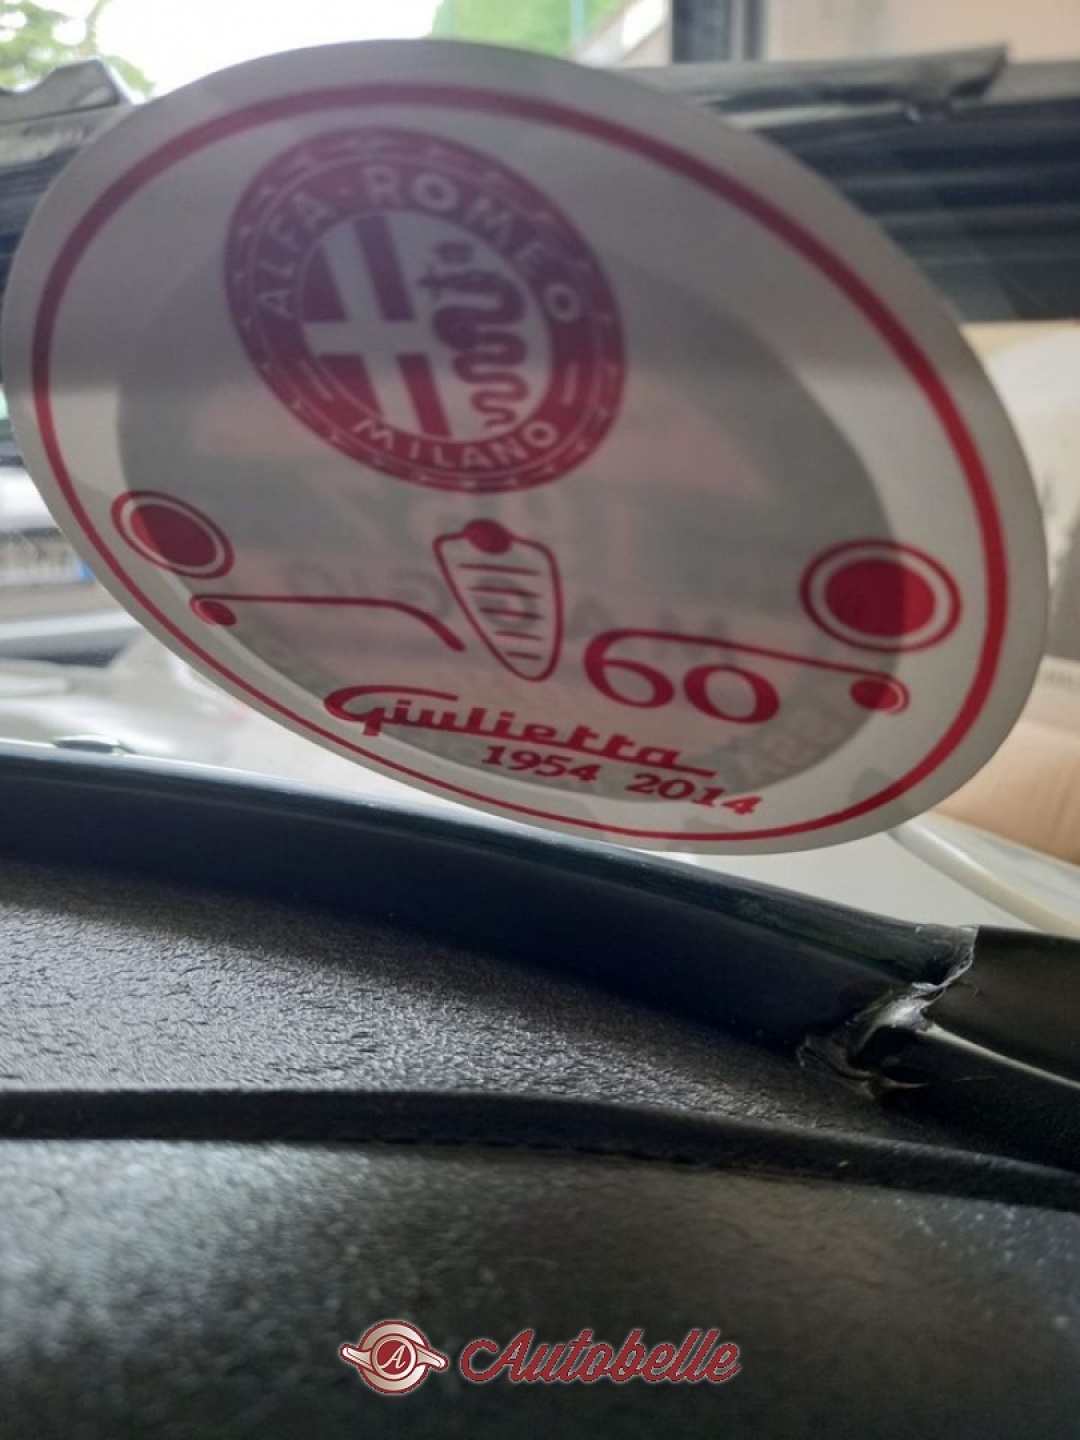 ALFA-ROMEO
MILANO
60
Giulietta
1954 2014
A
Autobelle